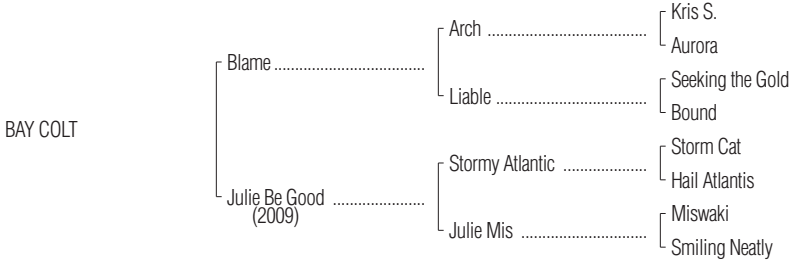 Kris S.
Arch ........................................
Aurora
Blame .....................................
Seeking the Gold
Liable ......................................
Bound
BAY COLT
Storm Cat
Stormy Atlantic .....................
Hail Atlantis
Julie Be Good .......................
(2009)
Miswaki
Julie Mis ................................
Smiling Neatly